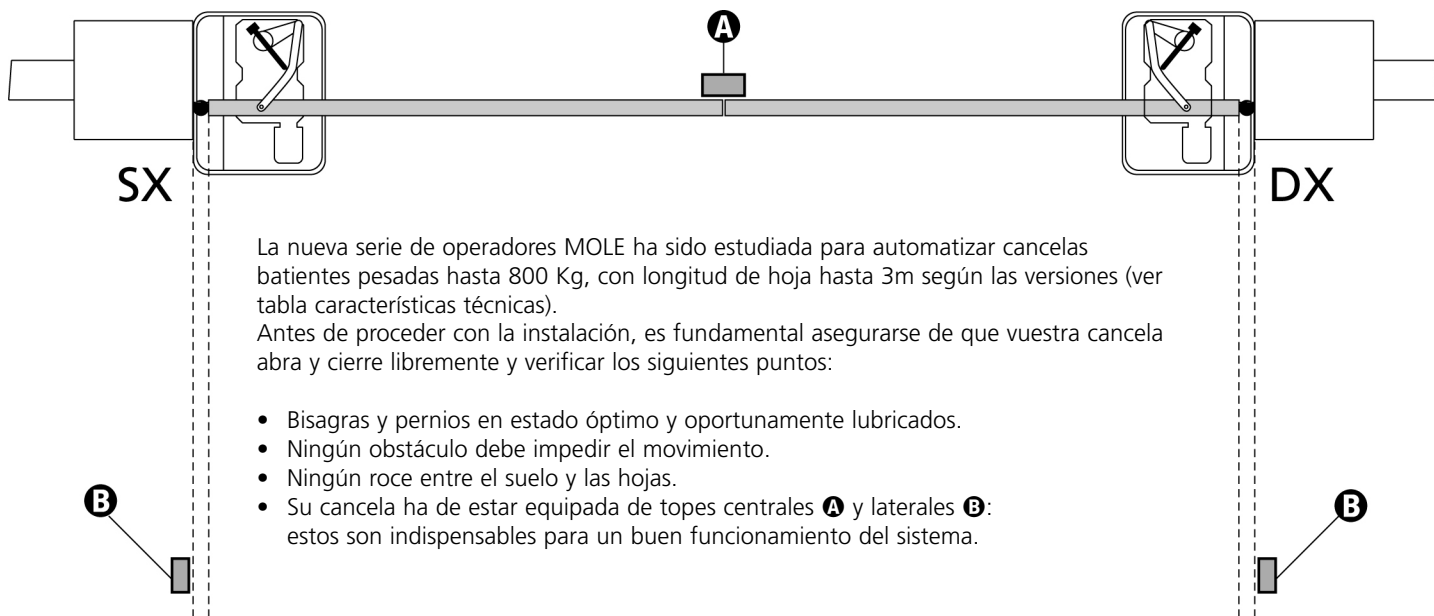 A
SX
DX
La nueva serie de operadores MOLE ha sido estudiada para automatizar cancelas
batientes pesadas hasta 800 Kg, con longitud de hoja hasta 3m según las versiones (ver
tabla características técnicas).
Antes de proceder con la instalación, es fundamental asegurarse de que vuestra cancela
abra y cierre libremente y verificar los siguientes puntos:
• Bisagras y pernios en estado óptimo y oportunamente lubricados.
• Ningún obstáculo debe impedir el movimiento.
• Ningún roce entre el suelo y las hojas.
• Su cancela ha de estar equipada de topes centrales A y laterales B:
estos son indispensables para un buen funcionamiento del sistema.
B
B